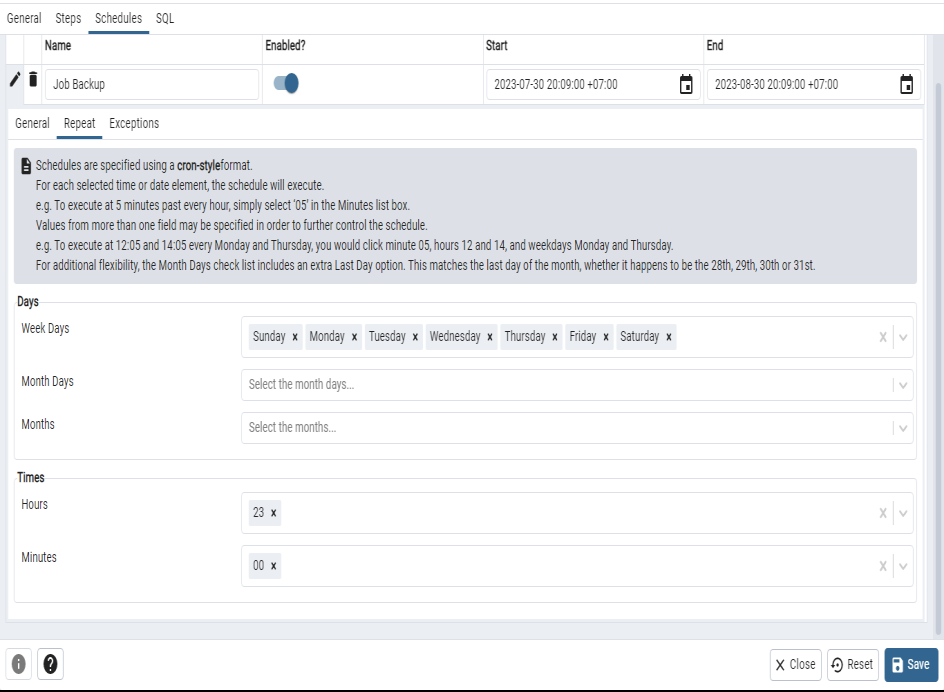 General Steps Schedules SQL
Name Enabled? Start End
Job Backup 2023-07-30 20:09:00 +07:00 2023-08-30 20:09:00 +07:00
General Repeat Exceptions
Schedules are specified using a cron-styleformat.
For each selected time or date element, the schedule will execute.
e.g. To execute at 5 minutes past every hour, simply select '05' in the Minutes list box.
Values from more than one field may be specified in order to further control the schedule.
e.g. To execute at 12:05 and 14:05 every Monday and Thursday, you would click minute 05, hours 12 and 14, and weekdays Monday and Thursday.
For additional flexibility, the Month Days check list includes an extra Last Day option. This matches the last day of the month, whether it happens to be the 28th, 29th, 30th or 31st.
Days
Week Days Sunday Monday Tuesday Wednesday Thursday Friday Saturday
Month Days Select the month days...
Months Select the months...
Times
Hours 23
Minutes 00
Close Reset Save